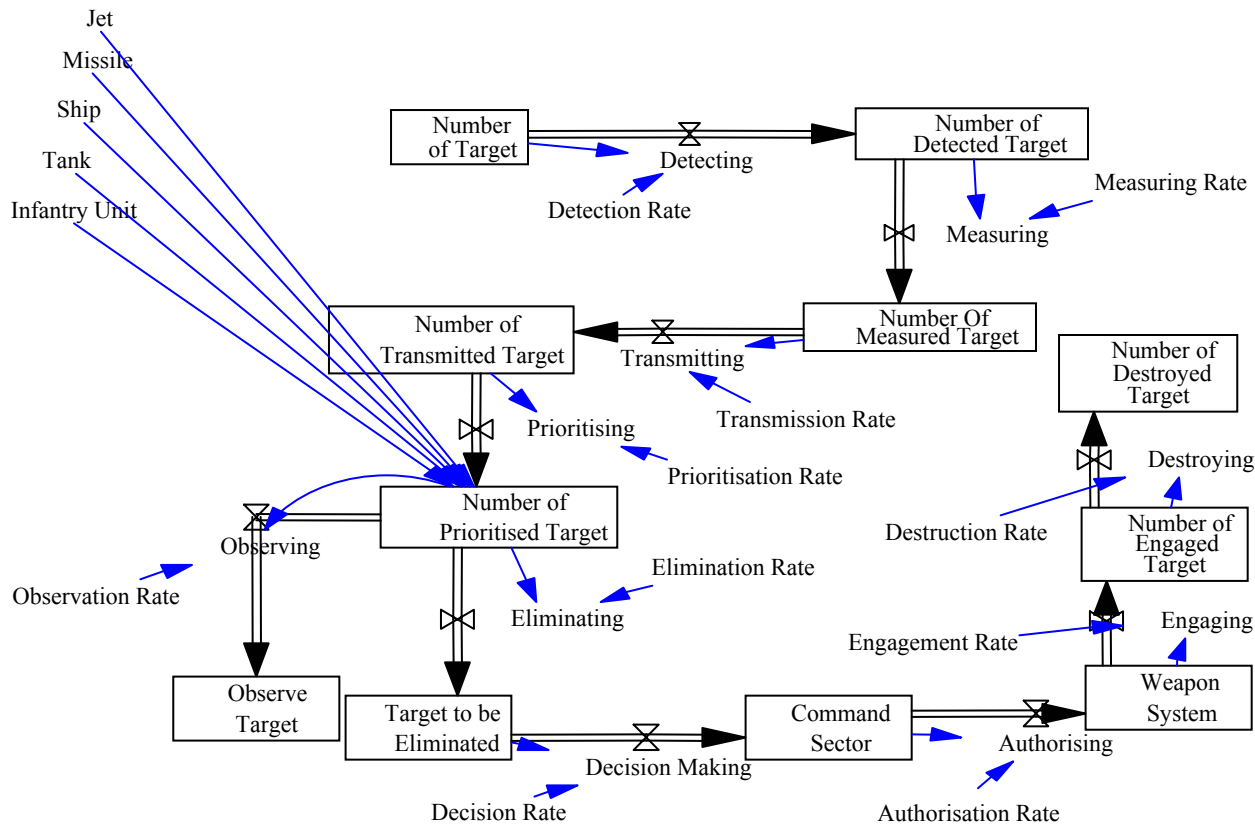 Jet
Missile
Ship
Tank
Infantry Unit
Number
of Target
Detecting
Detection Rate
Number of
Detected Target
Measuring Rate
Measuring
Number Of
Measured Target
Transmitting
Transmission Rate
Number of
Transmitted Target
Prioritising
Prioritisation Rate
Number of
Prioritised Target
Observing
Observation Rate
Observe
Target
Elimination Rate
Eliminating
Target to be
Eliminated
Decision Making
Decision Rate
Command
Sector
Authorising
Authorisation Rate
Weapon
System
Engaging
Engagement Rate
Number of
Engaged
Target
Destroying
Destruction Rate
Number of
Destroyed
Target